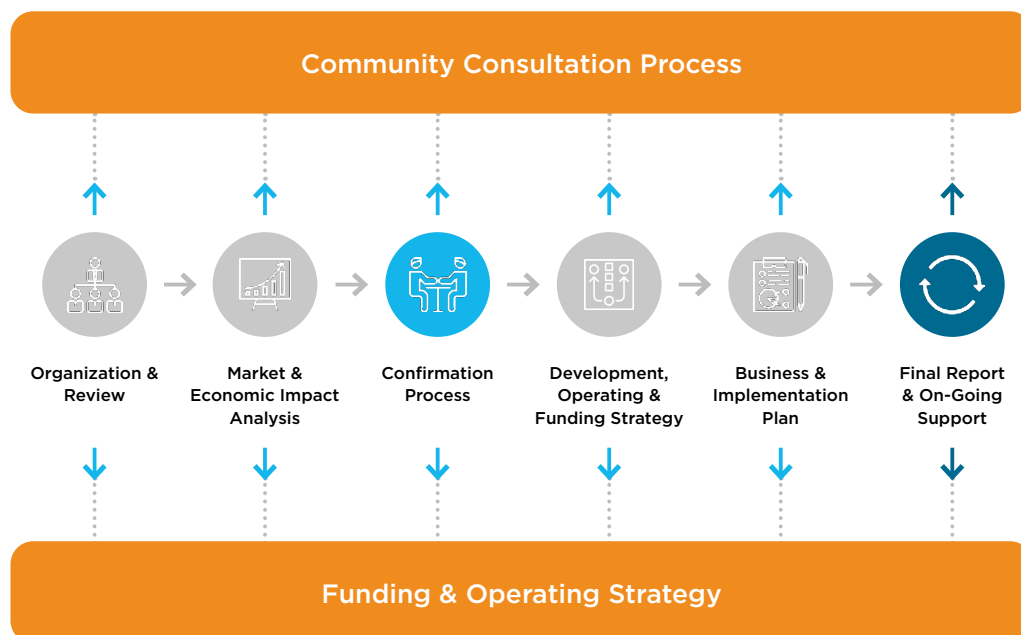 Community Consultation Process
Organization &
Review
Market &
Economic Impact
Analysis
Confirmation
Process
Development,
Operating &
Funding Strategy
Business &
Implementation
Plan
Final Report
& On-Going
Support
Funding & Operating Strategy